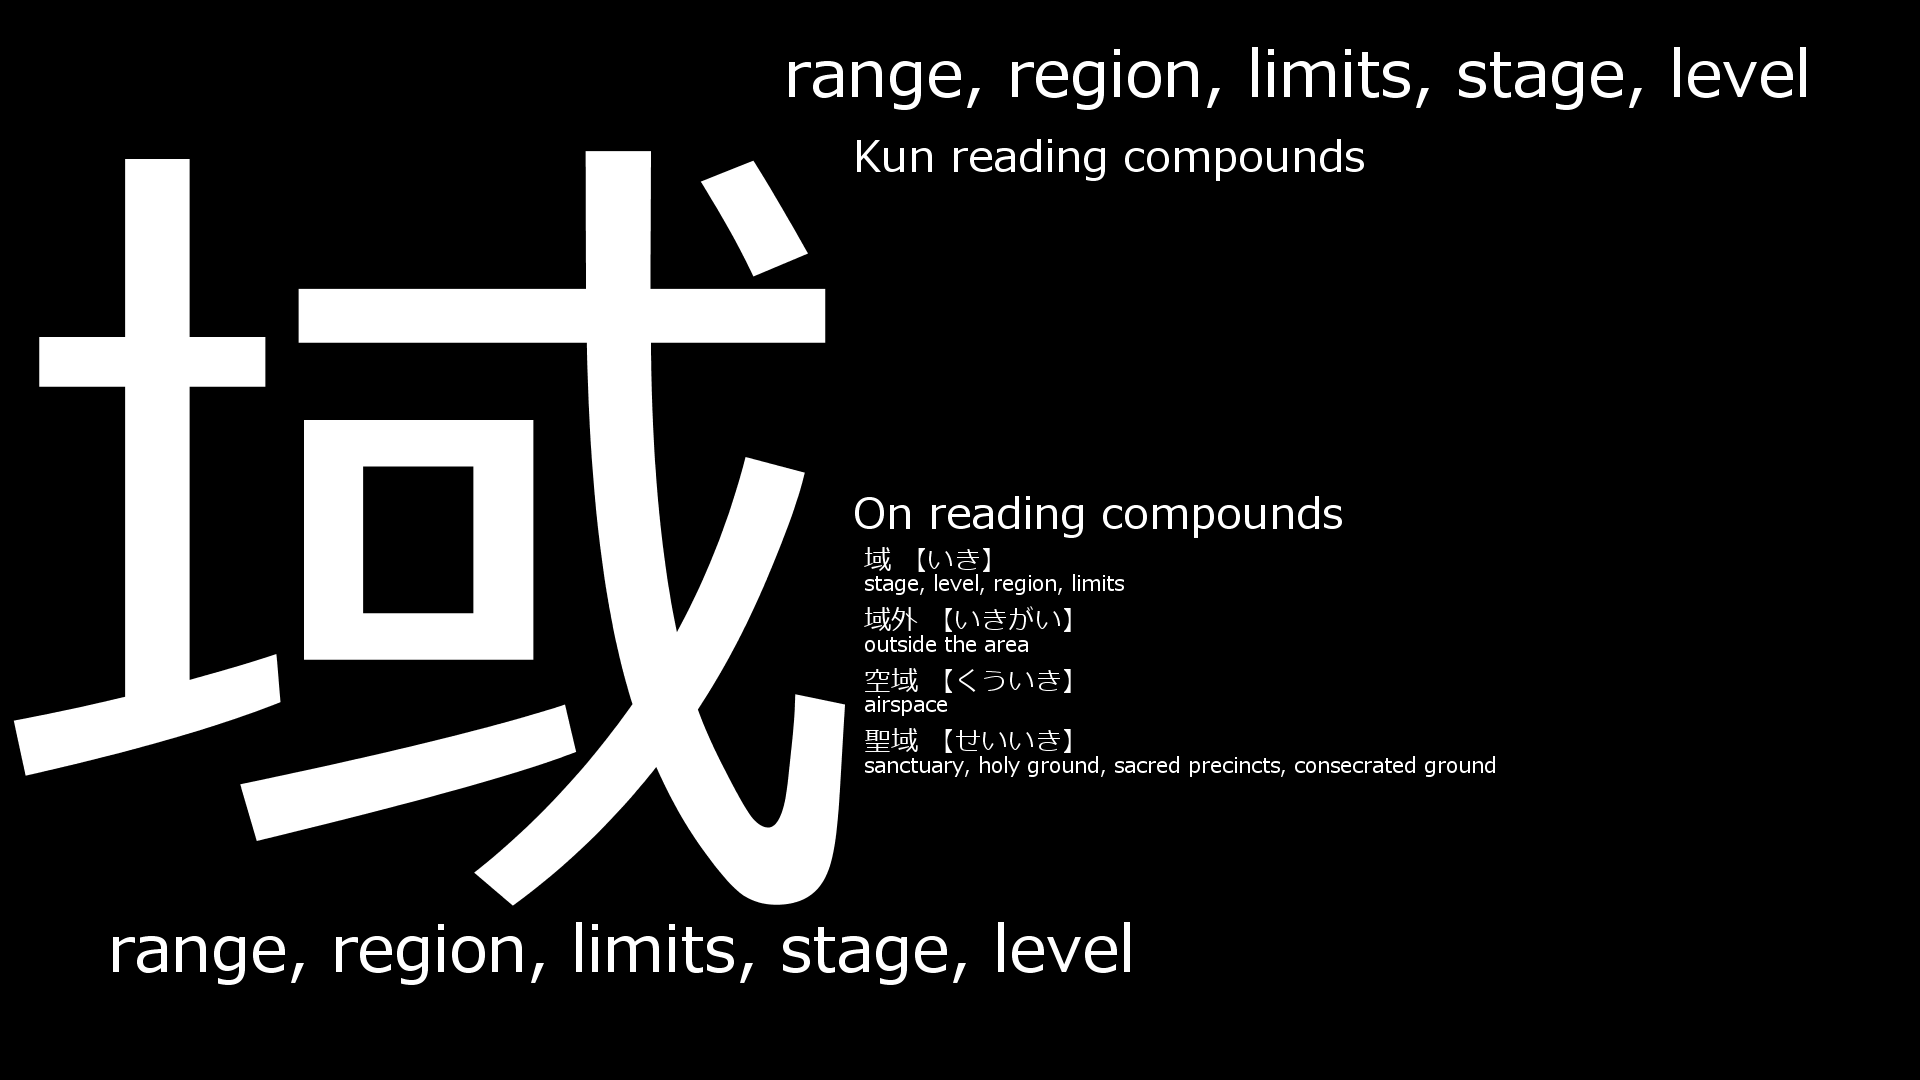 range, region, limits, stage, level
域
Kun reading compounds
On reading compounds
域 【いき】
stage, level, region, limits
域外 【いきがい】
outside the area
空域 【くういき】
airspace
聖域 【せいいき】
sanctuary, holy ground, sacred precincts, consecrated ground
range, region, limits, stage, level